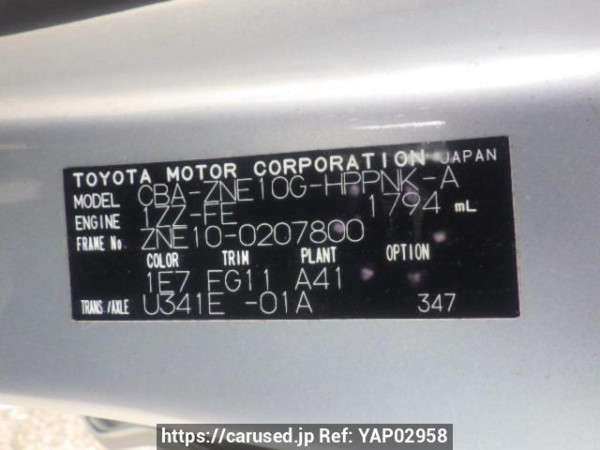 TOYOTA MOTOR CORPORATION JAPAN
MODEL CBA-ZNE10G-HPPNK-A
ENGINE 1ZZ-FE 1794 mL
FRAME No. ZNE10-0207800
COLOR TRIM PLANT OPTION
1E7 FG11 A41
TRANS./AXLE U341E -01A 347
https://carused.jp Ref: YAP02958